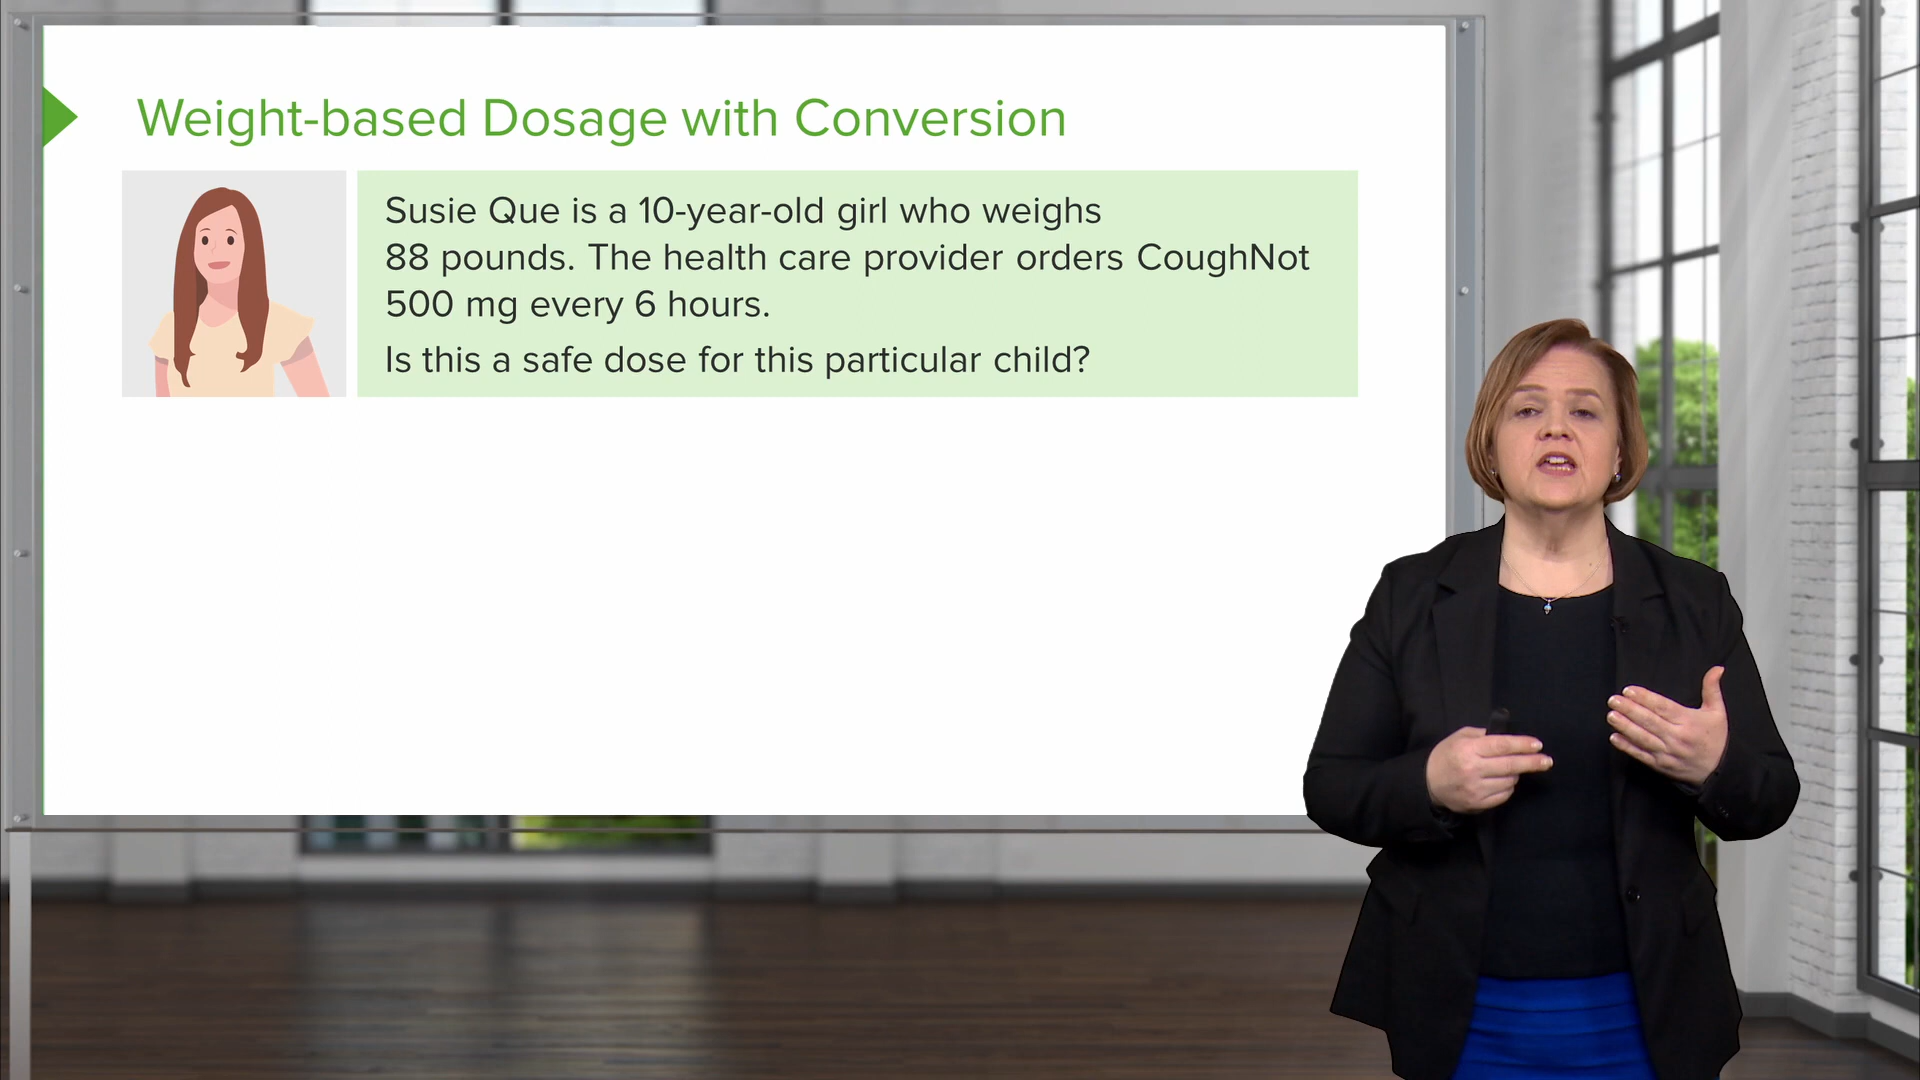 Weight-based Dosage with Conversion
Susie Que is a 10-year-old girl who weighs
88 pounds. The health care provider orders CoughNot
500 mg every 6 hours.
Is this a safe dose for this particular child?